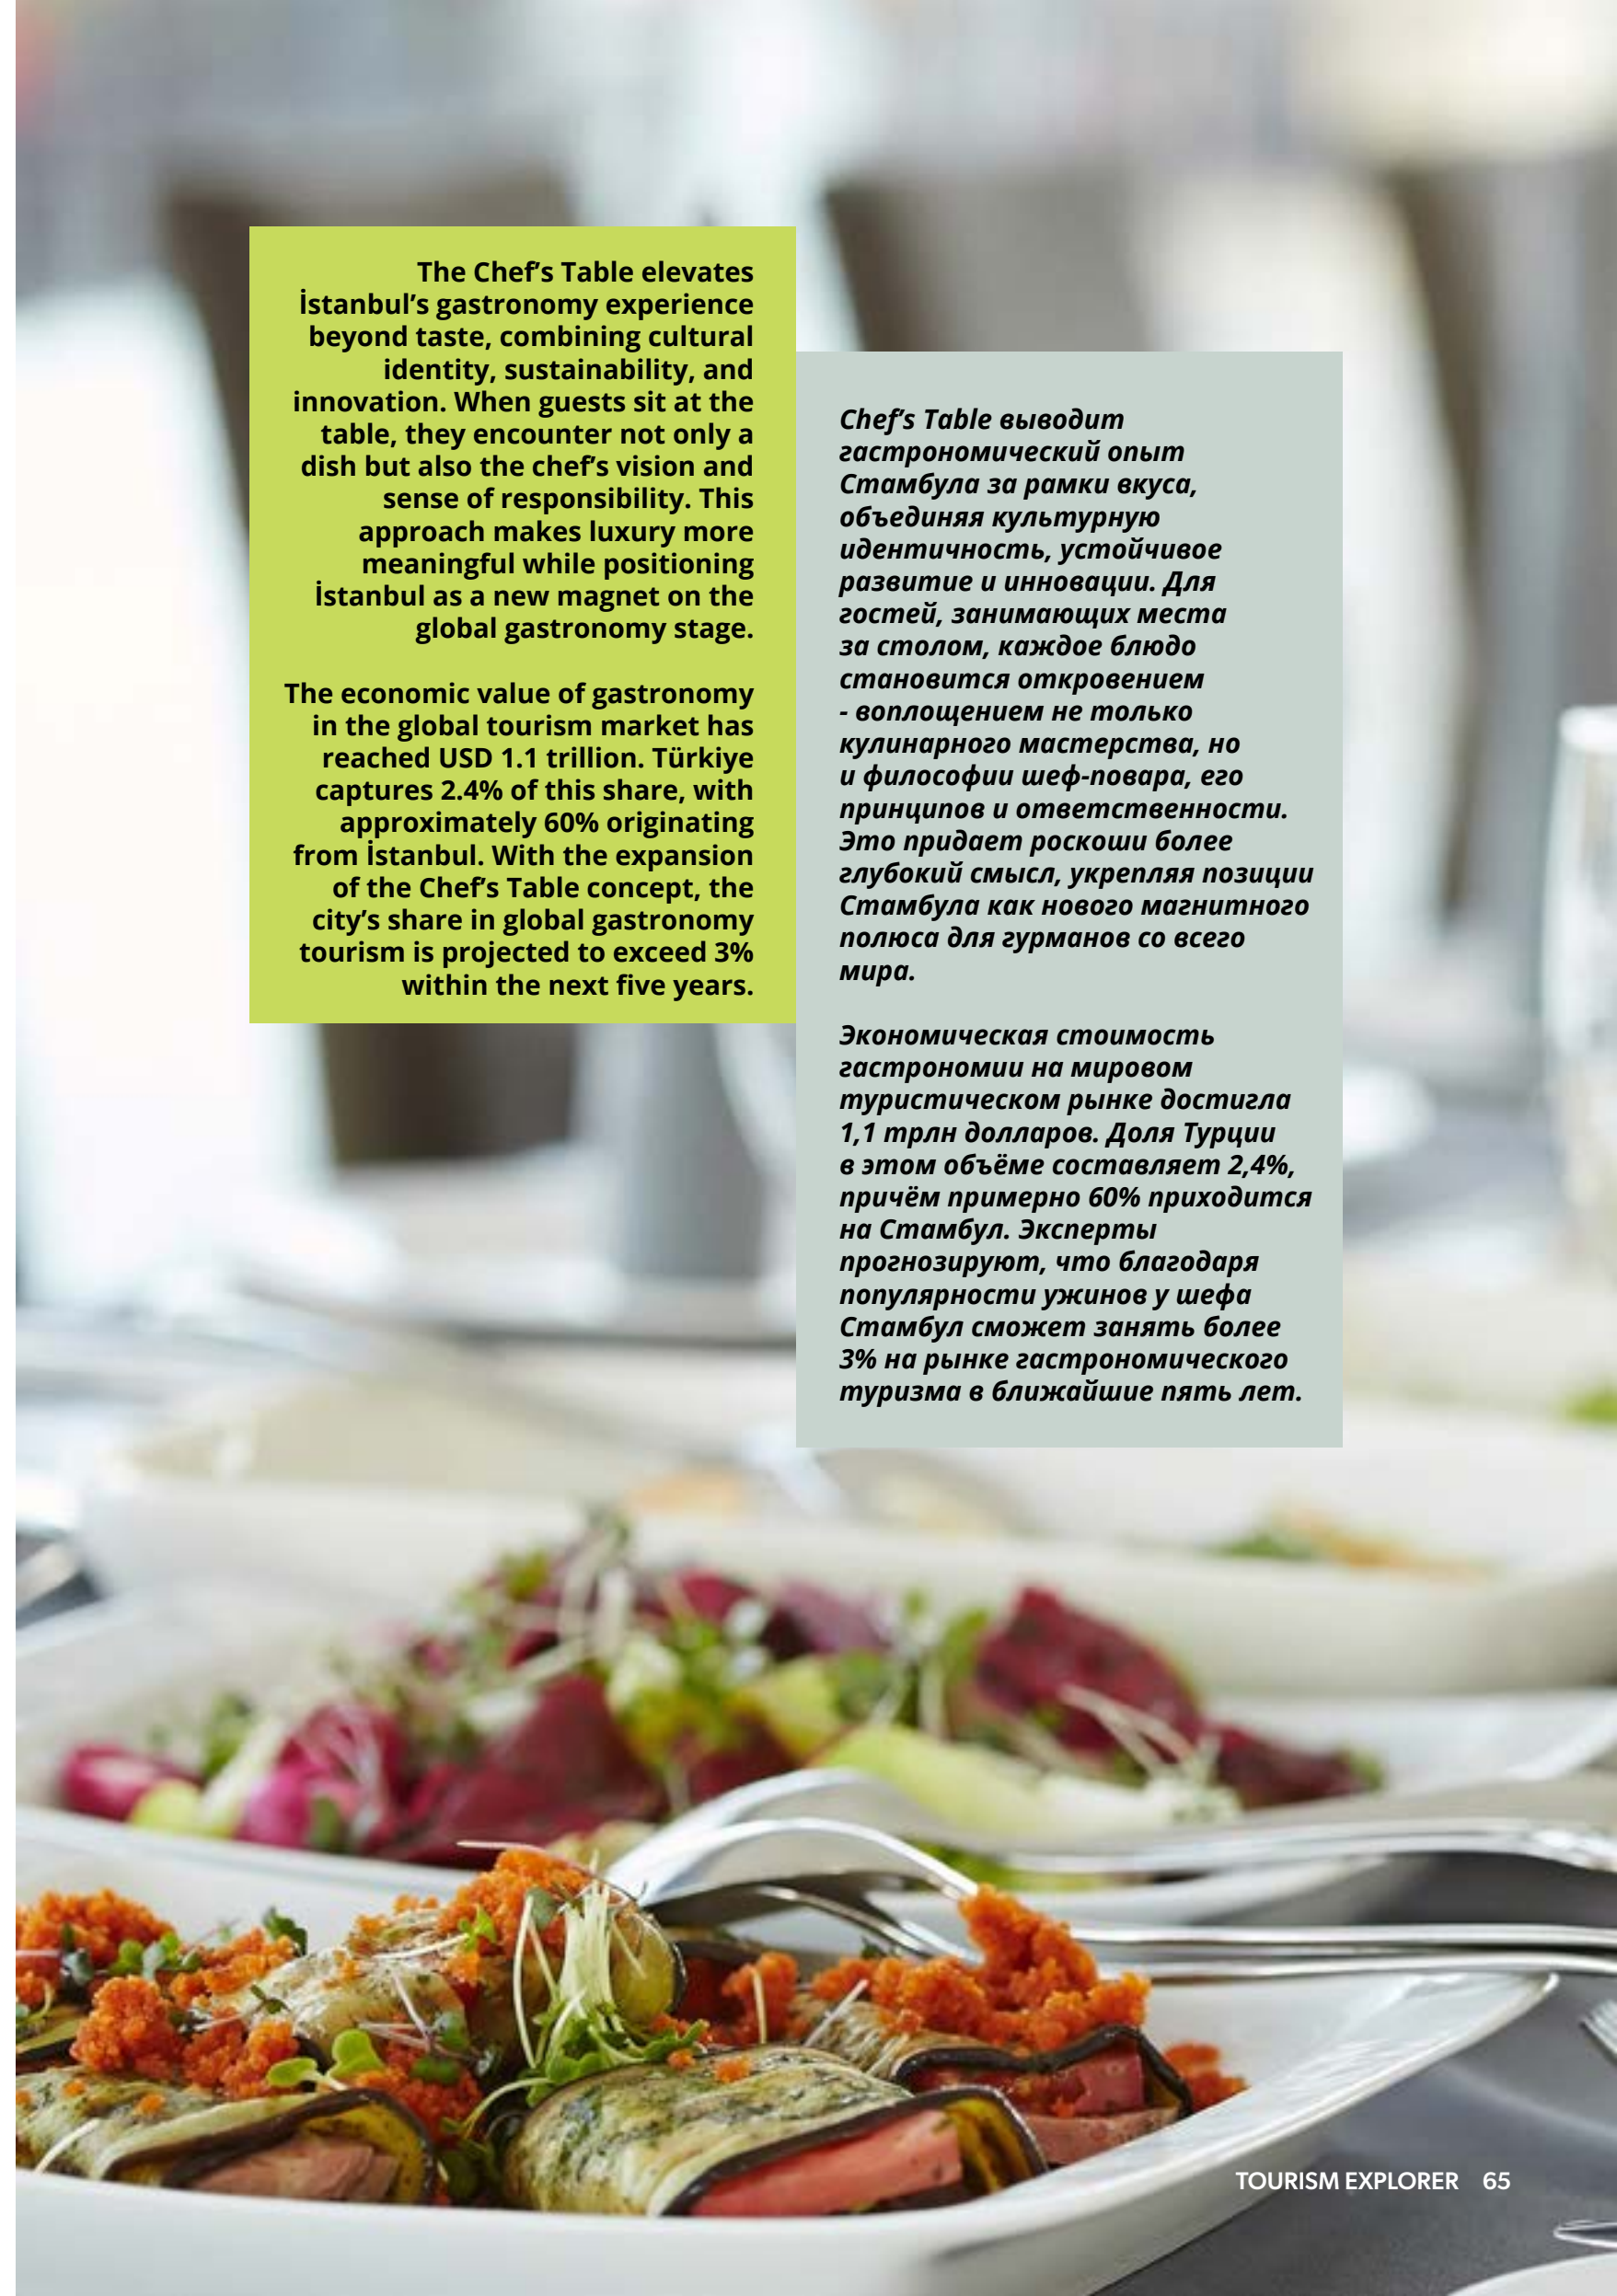 The Chef’s Table elevates
İstanbul’s gastronomy experience
beyond taste, combining cultural
identity, sustainability, and
innovation. When guests sit at the
table, they encounter not only a
dish but also the chef’s vision and
sense of responsibility. This
approach makes luxury more
meaningful while positioning
İstanbul as a new magnet on the
global gastronomy stage.

The economic value of gastronomy
in the global tourism market has
reached USD 1.1 trillion. Türkiye
captures 2.4% of this share, with
approximately 60% originating
from İstanbul. With the expansion
of the Chef’s Table concept, the
city’s share in global gastronomy
tourism is projected to exceed 3%
within the next five years.

Chef’s Table выводит
гастрономический опыт
Стамбула за рамки вкуса,
объединяя культурную
идентичность, устойчивое
развитие и инновации. Для
гостей, занимающих места
за столом, каждое блюдо
становится откровением
- воплощением не только
кулинарного мастерства, но
и философии шеф-повара, его
принципов и ответственности.
Это придает роскоши более
глубокий смысл, укрепляя позиции
Стамбула как нового магнитного
полюса для гурманов со всего
мира.

Экономическая стоимость
гастрономии на мировом
туристическом рынке достигла
1,1 трлн долларов. Доля Турции
в этом объёме составляет 2,4%,
причём примерно 60% приходится
на Стамбул. Эксперты
прогнозируют, что благодаря
популярности ужинов у шефа
Стамбул сможет занять более
3% на рынке гастрономического
туризма в ближайшие пять лет.

TOURISM EXPLORER 65